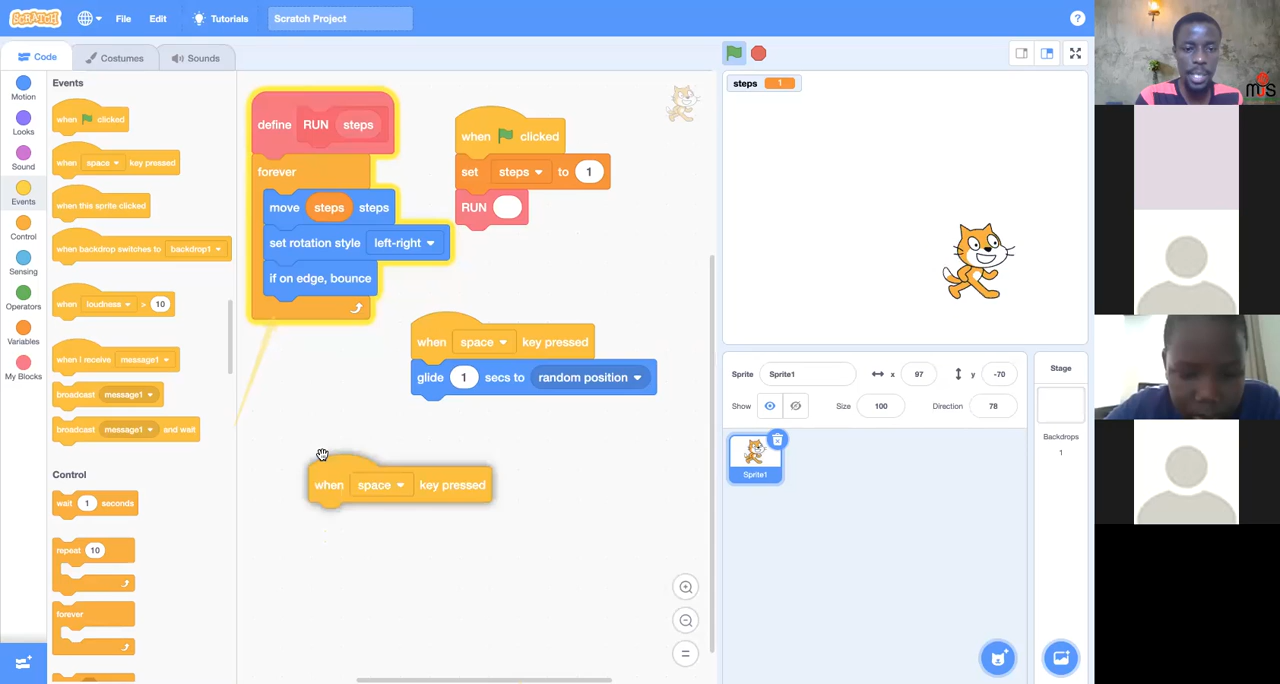 SCRATCH
File
Edit
Tutorials
Scratch Project
?
Code
Costumes
Sounds
Motion
Looks
Sound
Events
Control
Sensing
Operators
Variables
My Blocks
Events
when clicked
when space key pressed
when this sprite clicked
when backdrop switches to backdrop1
when loudness > 10
when I receive message1
broadcast message1
broadcast message1 and wait
Control
wait 1 seconds
repeat 10
forever
define RUN steps
forever
move steps steps
set rotation style left-right
if on edge, bounce
when clicked
set steps to 1
RUN
when space key pressed
glide 1 secs to random position
when space key pressed
steps 1
Sprite Sprite1 x 97 y -70
Show Size 100 Direction 78
Sprite1
Stage
Backdrops
1